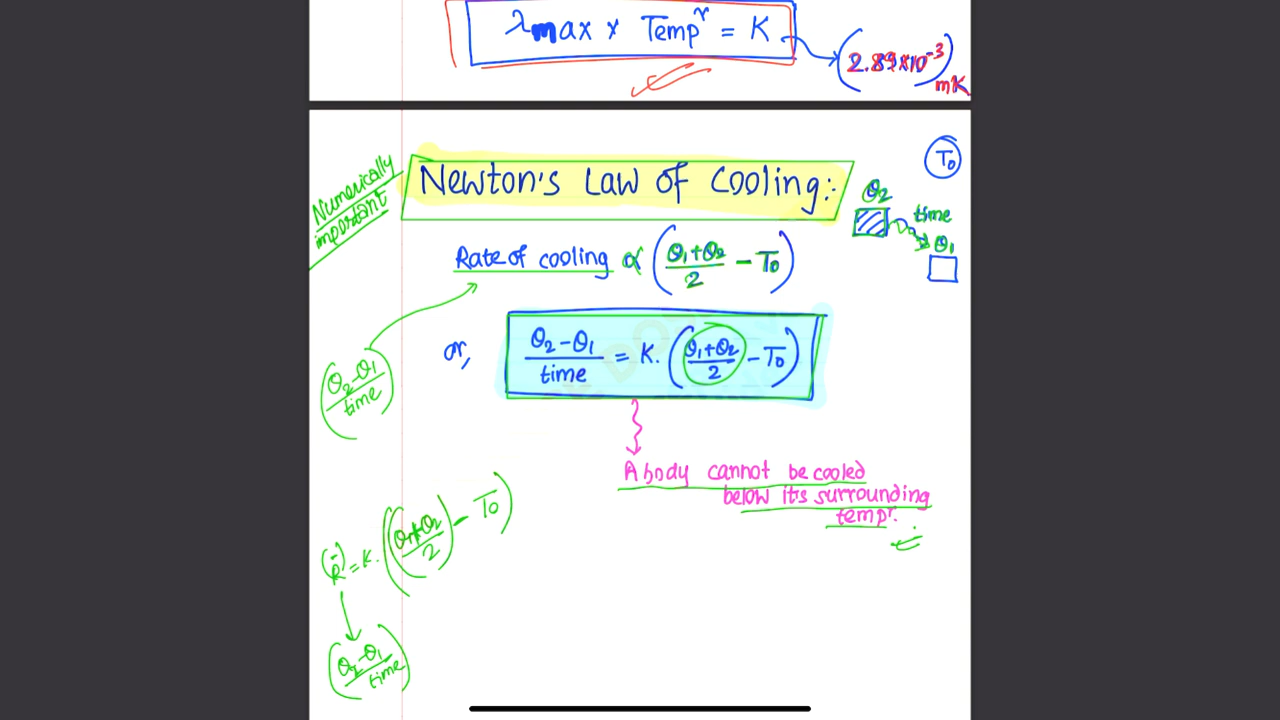 λmax x Tempʳ = K
(2.89x10⁻³) mK
Newton's Law of Cooling:-
Numerically
important
T₀
θ₂
time
θ₁
Rate of cooling ∝ ((θ₁+θ₂)/2 - T₀)
or, (θ₂-θ₁)/time = K. ((θ₁+θ₂)/2 - T₀)
((θ₂-θ₁)/time)
A body cannot be cooled
below its surrounding
tempʳ.
(-)
R = K. (((θ₁+θ₂)/2) - T₀)
((θ₂-θ₁)/time)